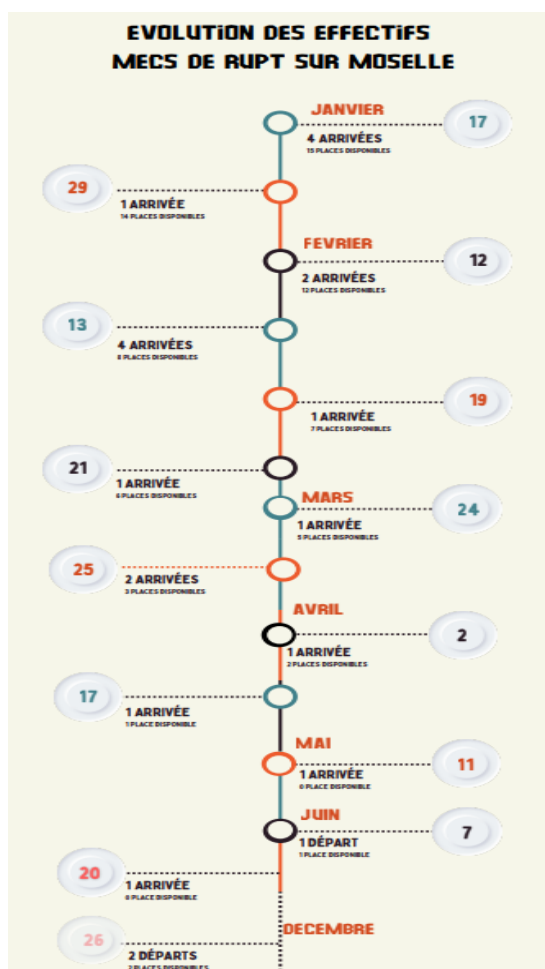 EVOLUTION DES EFFECTIFS
MECS DE RUPT SUR MOSELLE
JANVIER
17
4 ARRIVÉES
15 PLACES DISPONIBLES
29
1 ARRIVÉE
14 PLACES DISPONIBLES
FEVRIER
12
2 ARRIVÉES
12 PLACES DISPONIBLES
13
4 ARRIVÉES
8 PLACES DISPONIBLES
19
1 ARRIVÉE
7 PLACES DISPONIBLES
21
1 ARRIVÉE
6 PLACES DISPONIBLES
MARS
24
1 ARRIVÉE
5 PLACES DISPONIBLES
25
2 ARRIVÉES
3 PLACES DISPONIBLES
AVRIL
2
1 ARRIVÉE
2 PLACES DISPONIBLES
17
1 ARRIVÉE
1 PLACE DISPONIBLE
MAI
11
1 ARRIVÉE
0 PLACE DISPONIBLE
JUIN
7
1 DÉPART
1 PLACE DISPONIBLE
20
1 ARRIVÉE
0 PLACE DISPONIBLE
DECEMBRE
26
2 DÉPARTS
2 PLACES DISPONIBLES